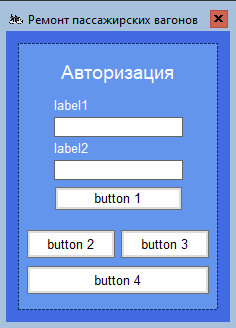 Ремонт пассажирских вагонов
Авторизация
label1
label2
button 1
button 2 button 3
button 4